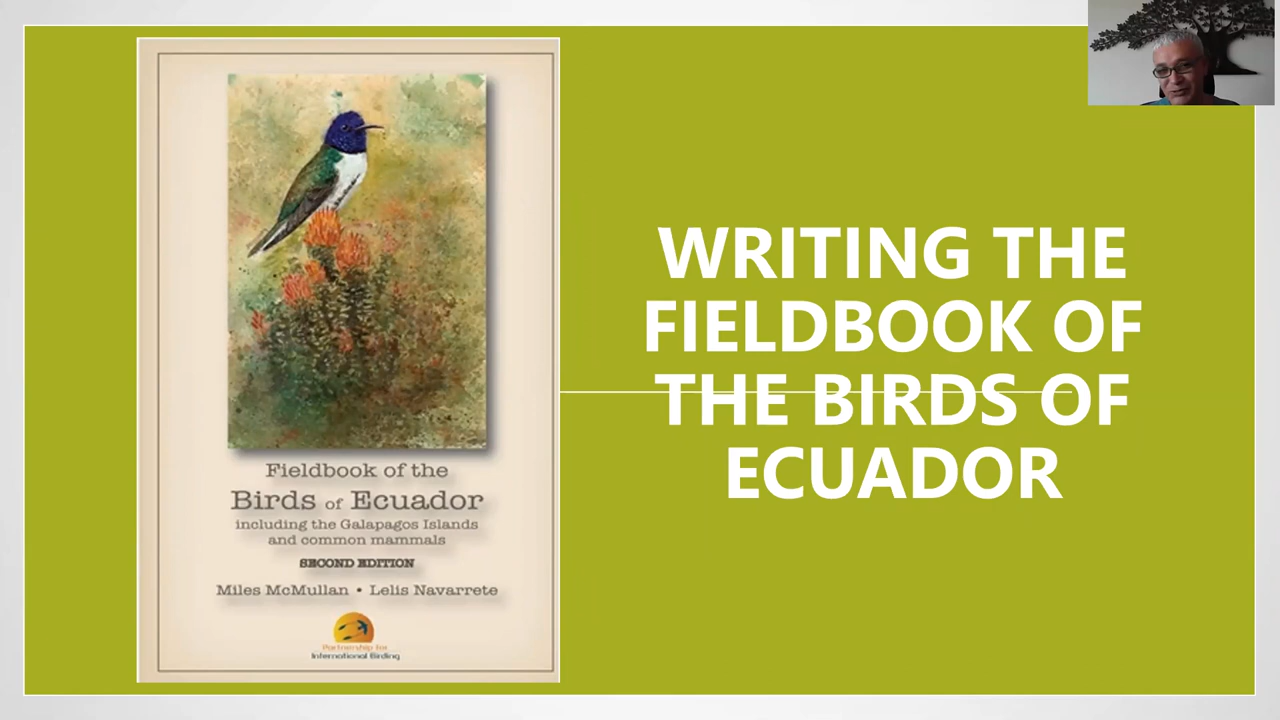 Fieldbook of the
Birds of Ecuador
including the Galapagos Islands
and common mammals
SECOND EDITION
Miles McMullan • Lelis Navarrete
Partnership for
International Birding
WRITING THE
FIELDBOOK OF
THE BIRDS OF
ECUADOR